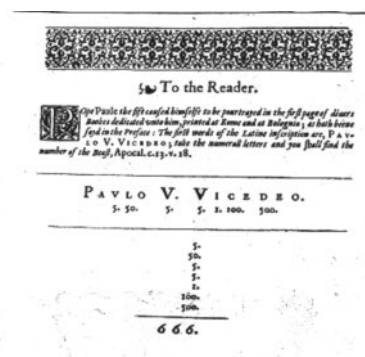 To the Reader.
POpe Paule the fift caused himselfe to be pourtrayed in the first page of diuers
Bookes dedicated vnto him, printed at Rome and at Bologna; as hath beene
sayd in the Preface: The first words of the Latine inscription are, PAV-
LO V. VICEDEO; take the numerall letters and you shall find the
number of the Beast, Apocal. c.13. v. 18.
PAVLO V. VICEDEO.
5. 50. 5. 5. 1. 100. 500.
5.
50.
5.
5.
1.
100.
500.
666.